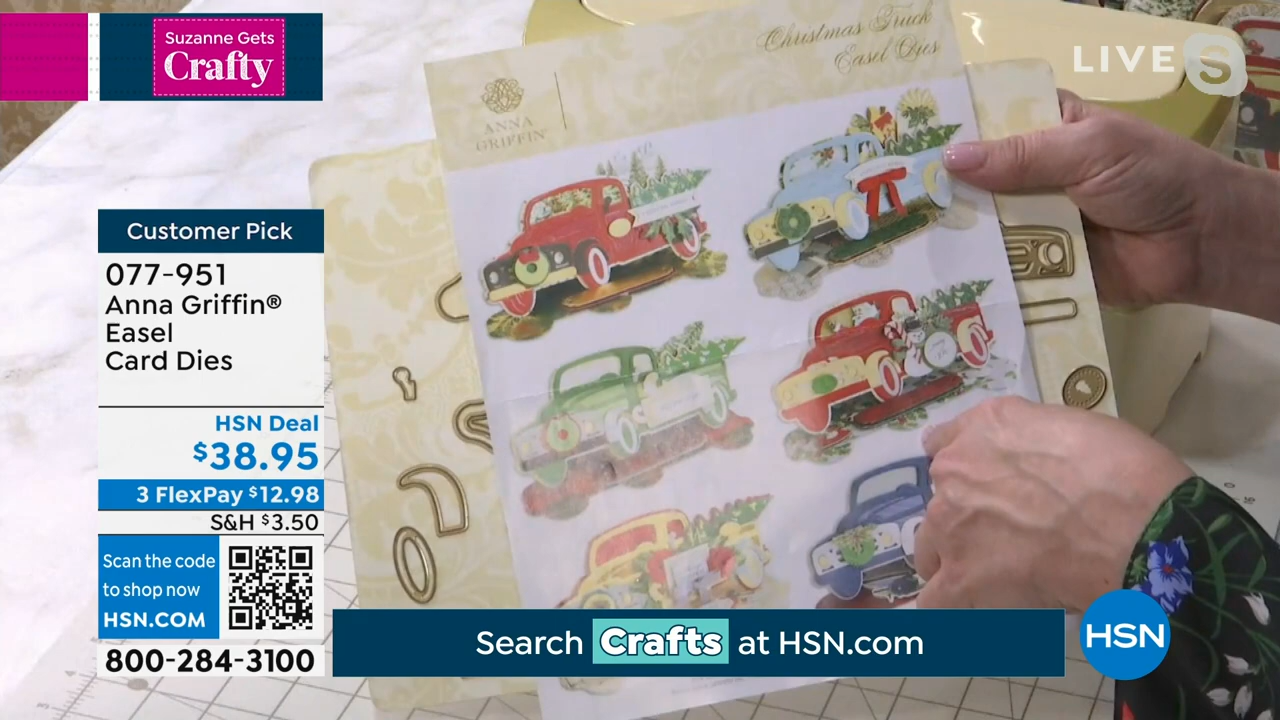 Suzanne Gets
Crafty
Christmas Truck
Easel Dies
LIVE S
ANNA
GRIFFIN
Customer Pick
077-951
Anna Griffin®
Easel
Card Dies
HSN Deal
$38.95
3 FlexPay $12.98
S&H $3.50
Scan the code
to shop now
HSN.COM
800-284-3100
Search Crafts at HSN.com
HSN